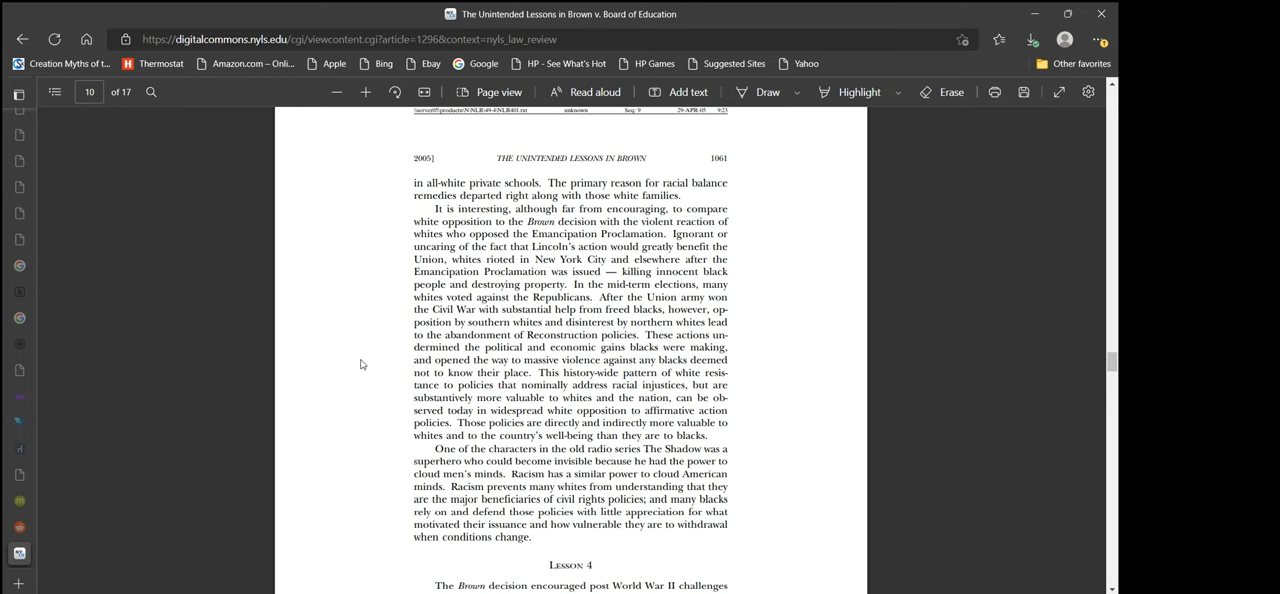 The Unintended Lessons in Brown v. Board of Education
https://digitalcommons.nyls.edu/cgi/viewcontent.cgi?article=1296&context=nyls_law_review
Creation Myths of t... Thermostat Amazon.com – Onli... Apple Bing Ebay Google HP - See What's Hot HP Games Suggested Sites Yahoo Other favorites
10 of 17 Page view Read aloud Add text Draw Highlight Erase
unknown Seq: 9 29-APR-05 9:23
2005] THE UNINTENDED LESSONS IN BROWN 1061
in all-white private schools. The primary reason for racial balance
remedies departed right along with those white families.
It is interesting, although far from encouraging, to compare
white opposition to the Brown decision with the violent reaction of
whites who opposed the Emancipation Proclamation. Ignorant or
uncaring of the fact that Lincoln's action would greatly benefit the
Union, whites rioted in New York City and elsewhere after the
Emancipation Proclamation was issued — killing innocent black
people and destroying property. In the mid-term elections, many
whites voted against the Republicans. After the Union army won
the Civil War with substantial help from freed blacks, however, op-
position by southern whites and disinterest by northern whites lead
to the abandonment of Reconstruction policies. These actions un-
dermined the political and economic gains blacks were making,
and opened the way to massive violence against any blacks deemed
not to know their place. This history-wide pattern of white resis-
tance to policies that nominally address racial injustices, but are
substantively more valuable to whites and the nation, can be ob-
served today in widespread white opposition to affirmative action
policies. Those policies are directly and indirectly more valuable to
whites and to the country's well-being than they are to blacks.
One of the characters in the old radio series The Shadow was a
superhero who could become invisible because he had the power to
cloud men's minds. Racism has a similar power to cloud American
minds. Racism prevents many whites from understanding that they
are the major beneficiaries of civil rights policies; and many blacks
rely on and defend those policies with little appreciation for what
motivated their issuance and how vulnerable they are to withdrawal
when conditions change.
LESSON 4
The Brown decision encouraged post World War II challenges